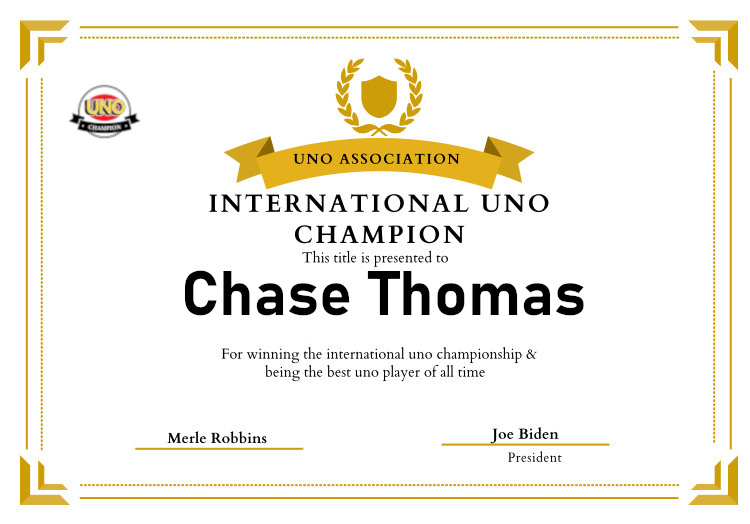 UNO
CHAMPION
UNO ASSOCIATION
INTERNATIONAL UNO
CHAMPION
This title is presented to
Chase Thomas
For winning the international uno championship &
being the best uno player of all time
Merle Robbins
Joe Biden
President